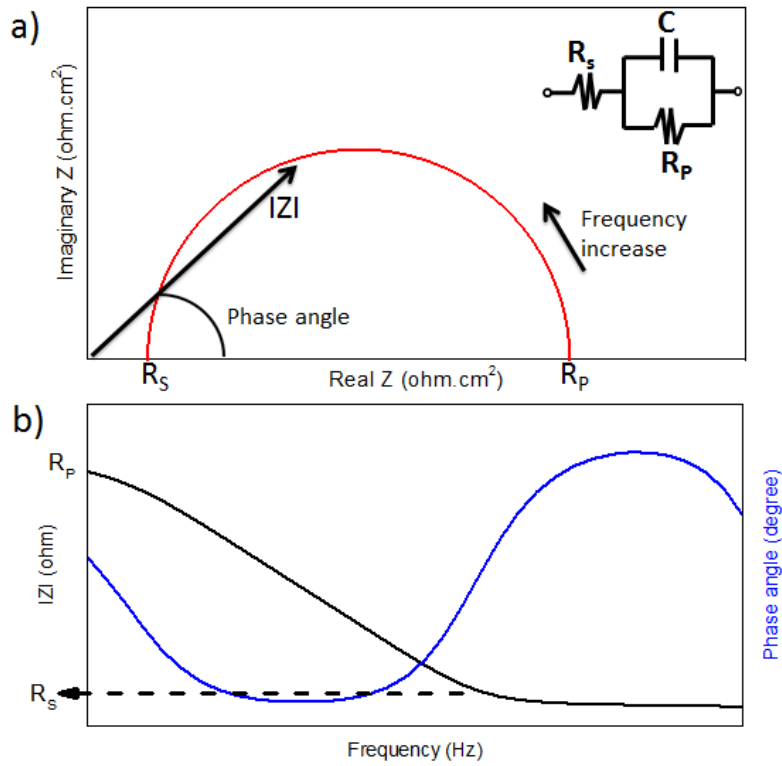 a)
Imaginary Z (ohm.cm²)
IZI
Phase angle
Frequency
increase
C
Rs
RP
RS
Real Z (ohm.cm²)
RP
b)
RP
IZI (ohm)
RS
Phase angle (degree)
Frequency (Hz)